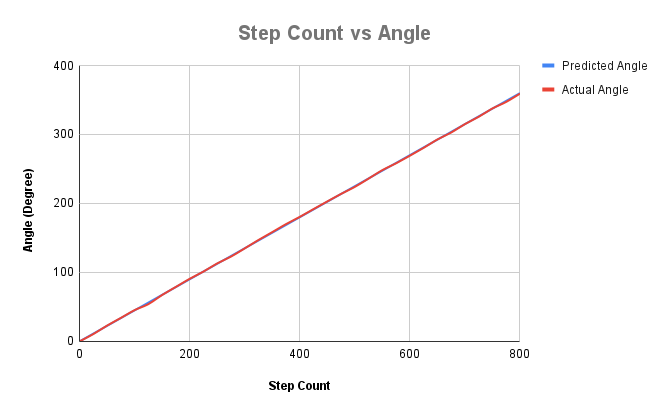 Step Count vs Angle
Predicted Angle
Actual Angle
400
300
200
100
0
Angle (Degree)
0 200 400 600 800
Step Count